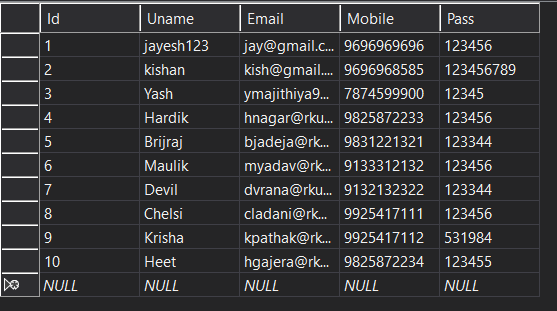 Id Uname Email Mobile Pass
1 jayesh123 jay@gmail.c... 9696969696 123456
2 kishan kish@gmail.... 9696968585 123456789
3 Yash ymajithiya9... 7874599900 12345
4 Hardik hnagar@rku... 9825872233 123456
5 Brijraj bjadeja@rk... 9831221321 123344
6 Maulik myadav@rk... 9133312132 123456
7 Devil dvrana@rku... 9132132322 123344
8 Chelsi cladani@rk... 9925417111 123456
9 Krisha kpathak@rk... 9925417112 531984
10 Heet hgajera@rk... 9825872234 123455
NULL NULL NULL NULL NULL